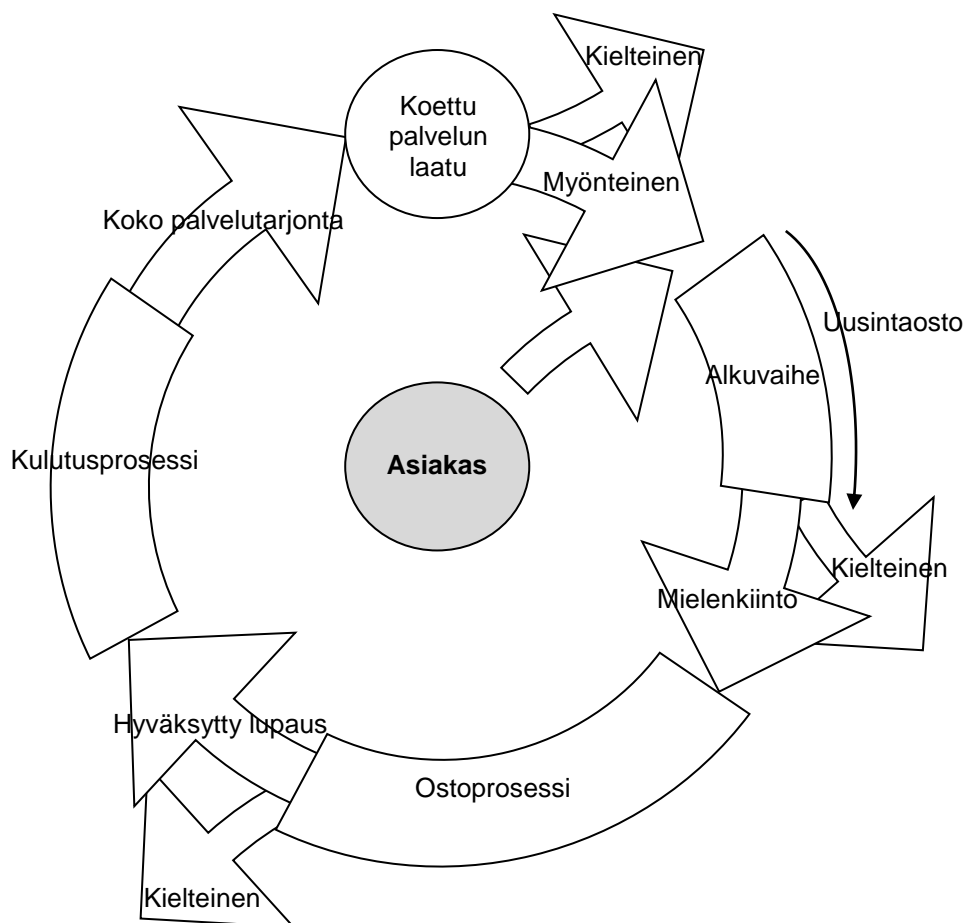 Kielteinen
Koettu
palvelun
laatu
Myönteinen
Koko palvelutarjonta
Uusintaosto
Alkuvaihe
Kulutusprosessi
Asiakas
Kielteinen
Mielenkiinto
Hyväksytty lupaus
Ostoprosessi
Kielteinen